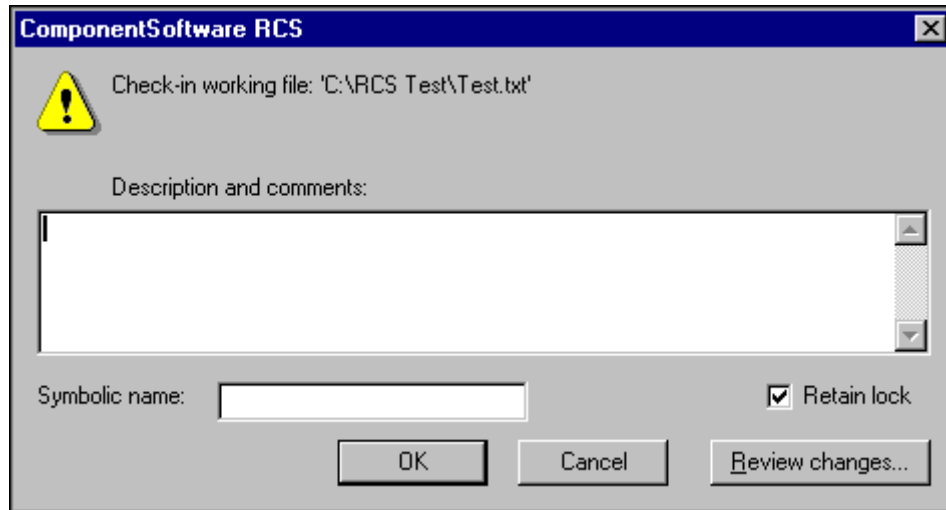 ComponentSoftware RCS
Check-in working file: 'C:\RCS Test\Test.txt'
Description and comments:
Symbolic name:
Retain lock
OK
Cancel
Review changes...